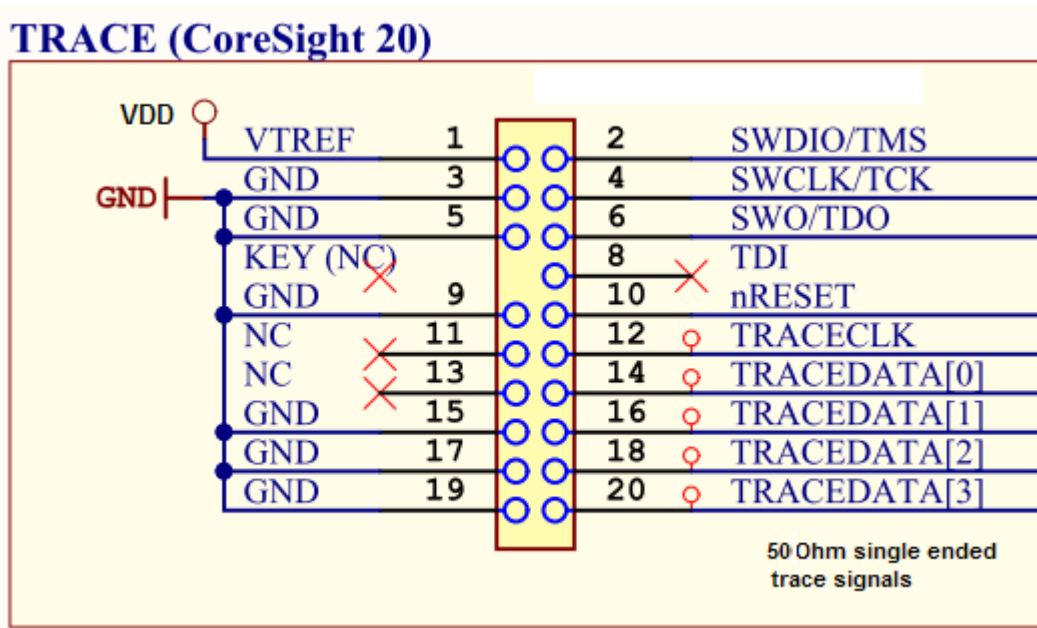 TRACE (CoreSight 20)
VDD
VTREF 1 2 SWDIO/TMS
GND 3 4 SWCLK/TCK
GND
GND 5 6 SWO/TDO
KEY (NC) 8 TDI
GND 9 10 nRESET
NC 11 12 TRACECLK
NC 13 14 TRACEDATA[0]
GND 15 16 TRACEDATA[1]
GND 17 18 TRACEDATA[2]
GND 19 20 TRACEDATA[3]
50 Ohm single ended
trace signals